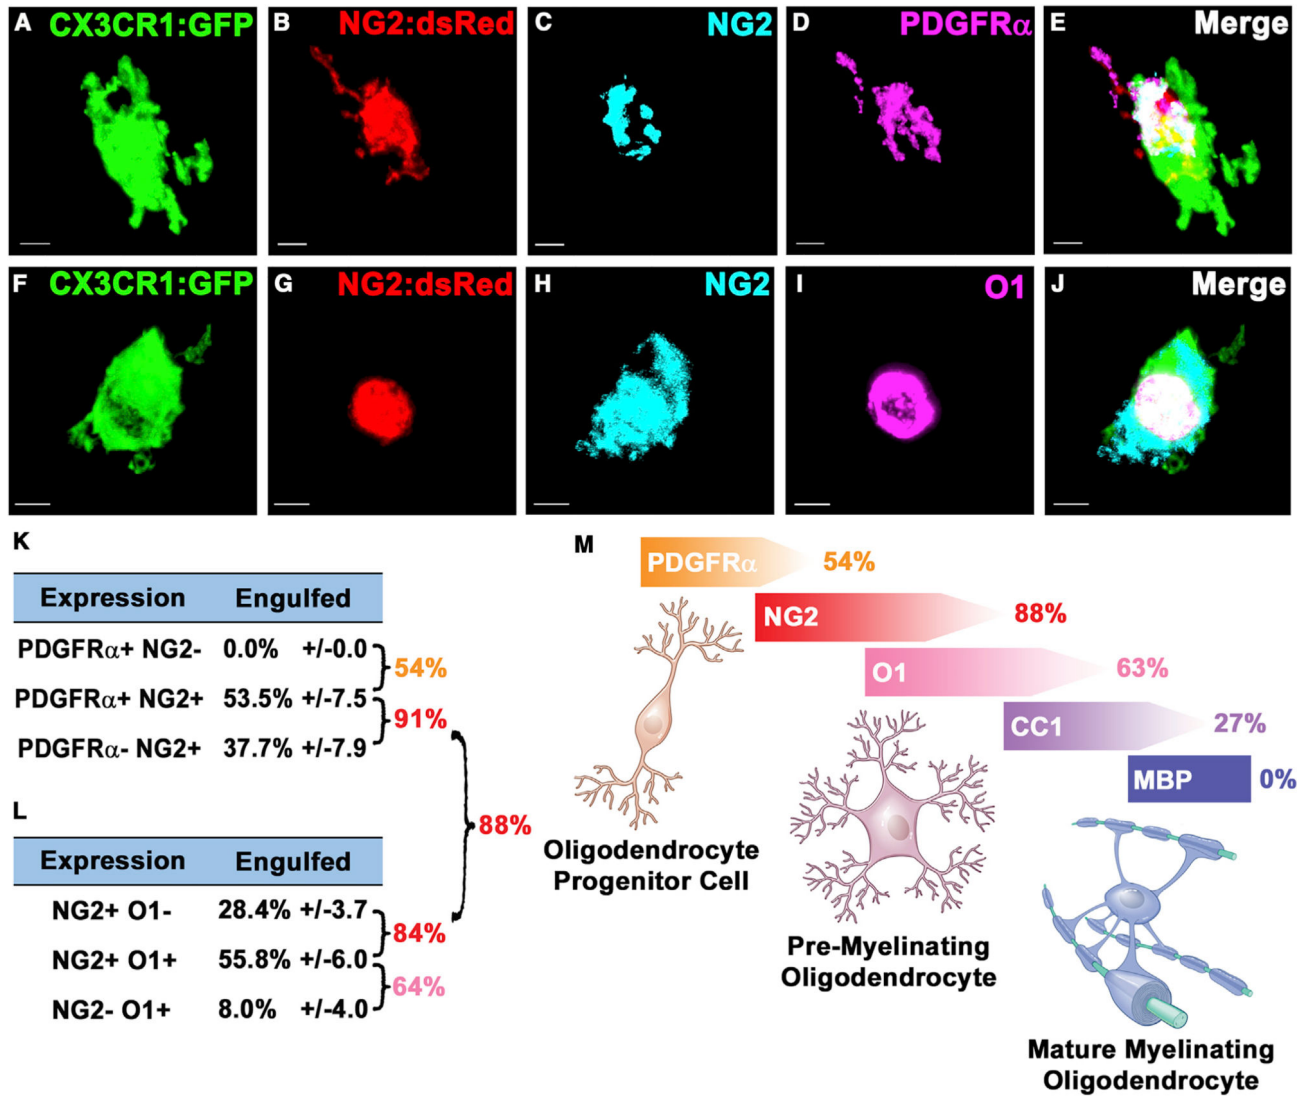 A CX3CR1:GFP
B NG2:dsRed
C NG2
D PDGFRα
E Merge
F CX3CR1:GFP
G NG2:dsRed
H NG2
I O1
J Merge
K
Expression Engulfed
PDGFRα+ NG2- 0.0% +/-0.0
54%
PDGFRα+ NG2+ 53.5% +/-7.5
91%
PDGFRα- NG2+ 37.7% +/-7.9
88%
L
Expression Engulfed
NG2+ O1- 28.4% +/-3.7
84%
NG2+ O1+ 55.8% +/-6.0
64%
NG2- O1+ 8.0% +/-4.0
M
PDGFRα 54%
NG2 88%
O1 63%
CC1 27%
MBP 0%
Oligodendrocyte
Progenitor Cell
Pre-Myelinating
Oligodendrocyte
Mature Myelinating
Oligodendrocyte